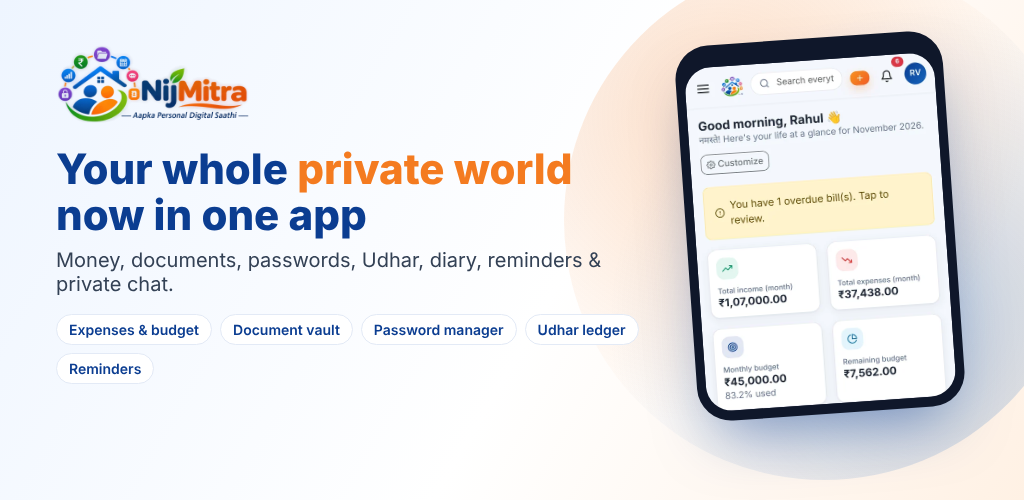 NijMitra
Aapka Personal Digital Saathi
Your whole private world
now in one app
Money, documents, passwords, Udhar, diary, reminders &
private chat.
Expenses & budget
Document vault
Password manager
Udhar ledger
Reminders
Search everyt
RV
Good morning, Rahul 👋
नमस्ते! Here's your life at a glance for November 2026.
Customize
You have 1 overdue bill(s). Tap to
review.
Total income (month)
₹1,07,000.00
Total expenses (month)
₹37,438.00
Monthly budget
₹45,000.00
83.2% used
Remaining budget
₹7,562.00